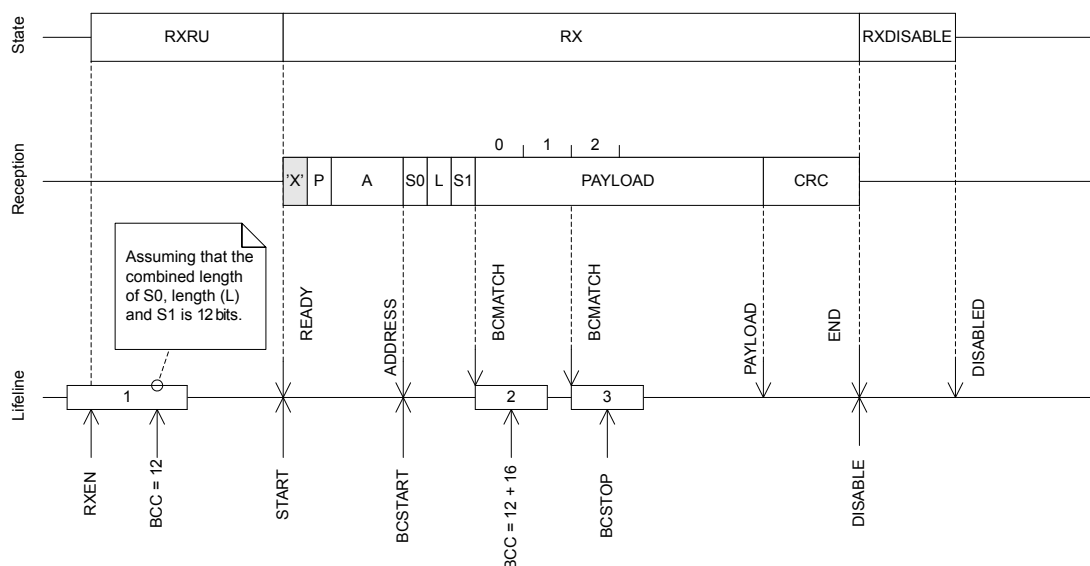 State
RXRU
RX
RXDISABLE
0
1
2
Reception
'X'
P
A
S0
L
S1
PAYLOAD
CRC
Assuming that the
combined length
of S0, length (L)
and S1 is 12 bits.
READY
ADDRESS
BCMATCH
BCMATCH
PAYLOAD
END
DISABLED
Lifeline
1
2
3
RXEN
BCC = 12
START
BCSTART
BCC = 12 + 16
BCSTOP
DISABLE